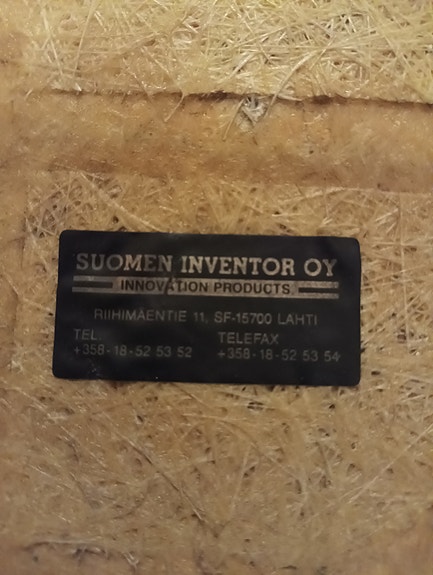 SUOMEN INVENTOR OY
INNOVATION PRODUCTS
RIIHIMÄENTIE 11, SF-15700 LAHTI
TEL. TELEFAX
+358-18-52 53 52 +358-18-52 53 54